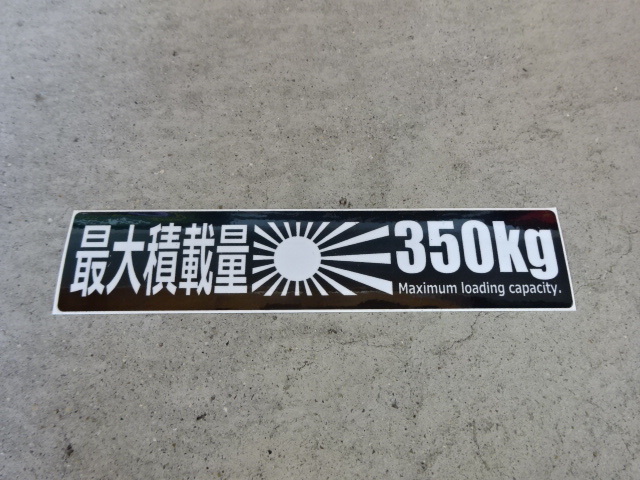 最大積載量 350kg
Maximum loading capacity.